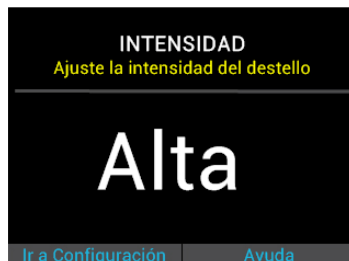 INTENSIDAD
Ajuste la intensidad del destello
Alta
Ir a Configuración Ayuda